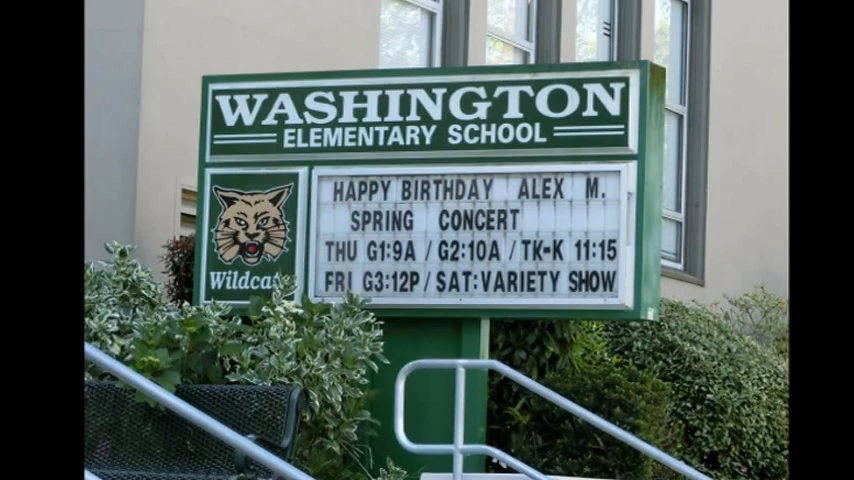 WASHINGTON
ELEMENTARY SCHOOL
HAPPY BIRTHDAY ALEX M.
SPRING CONCERT
THU G1:9A / G2:10A / TK-K 11:15
FRI G3:12P / SAT:VARIETY SHOW
Wildca